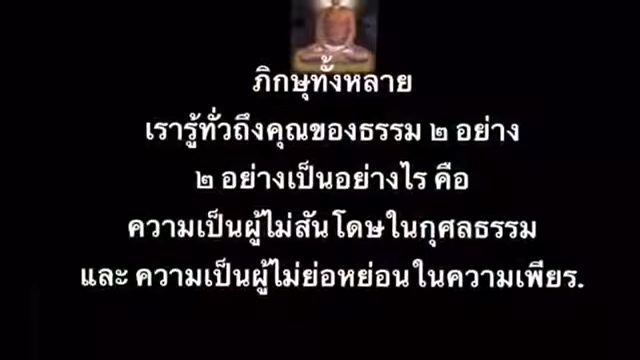 ภิกษุทั้งหลาย
เรารู้ทั่วถึงคุณของธรรม ๒ อย่าง
๒ อย่างเป็นอย่างไร คือ
ความเป็นผู้ไม่สันโดษในกุศลธรรม
และ ความเป็นผู้ไม่ย่อหย่อนในความเพียร.